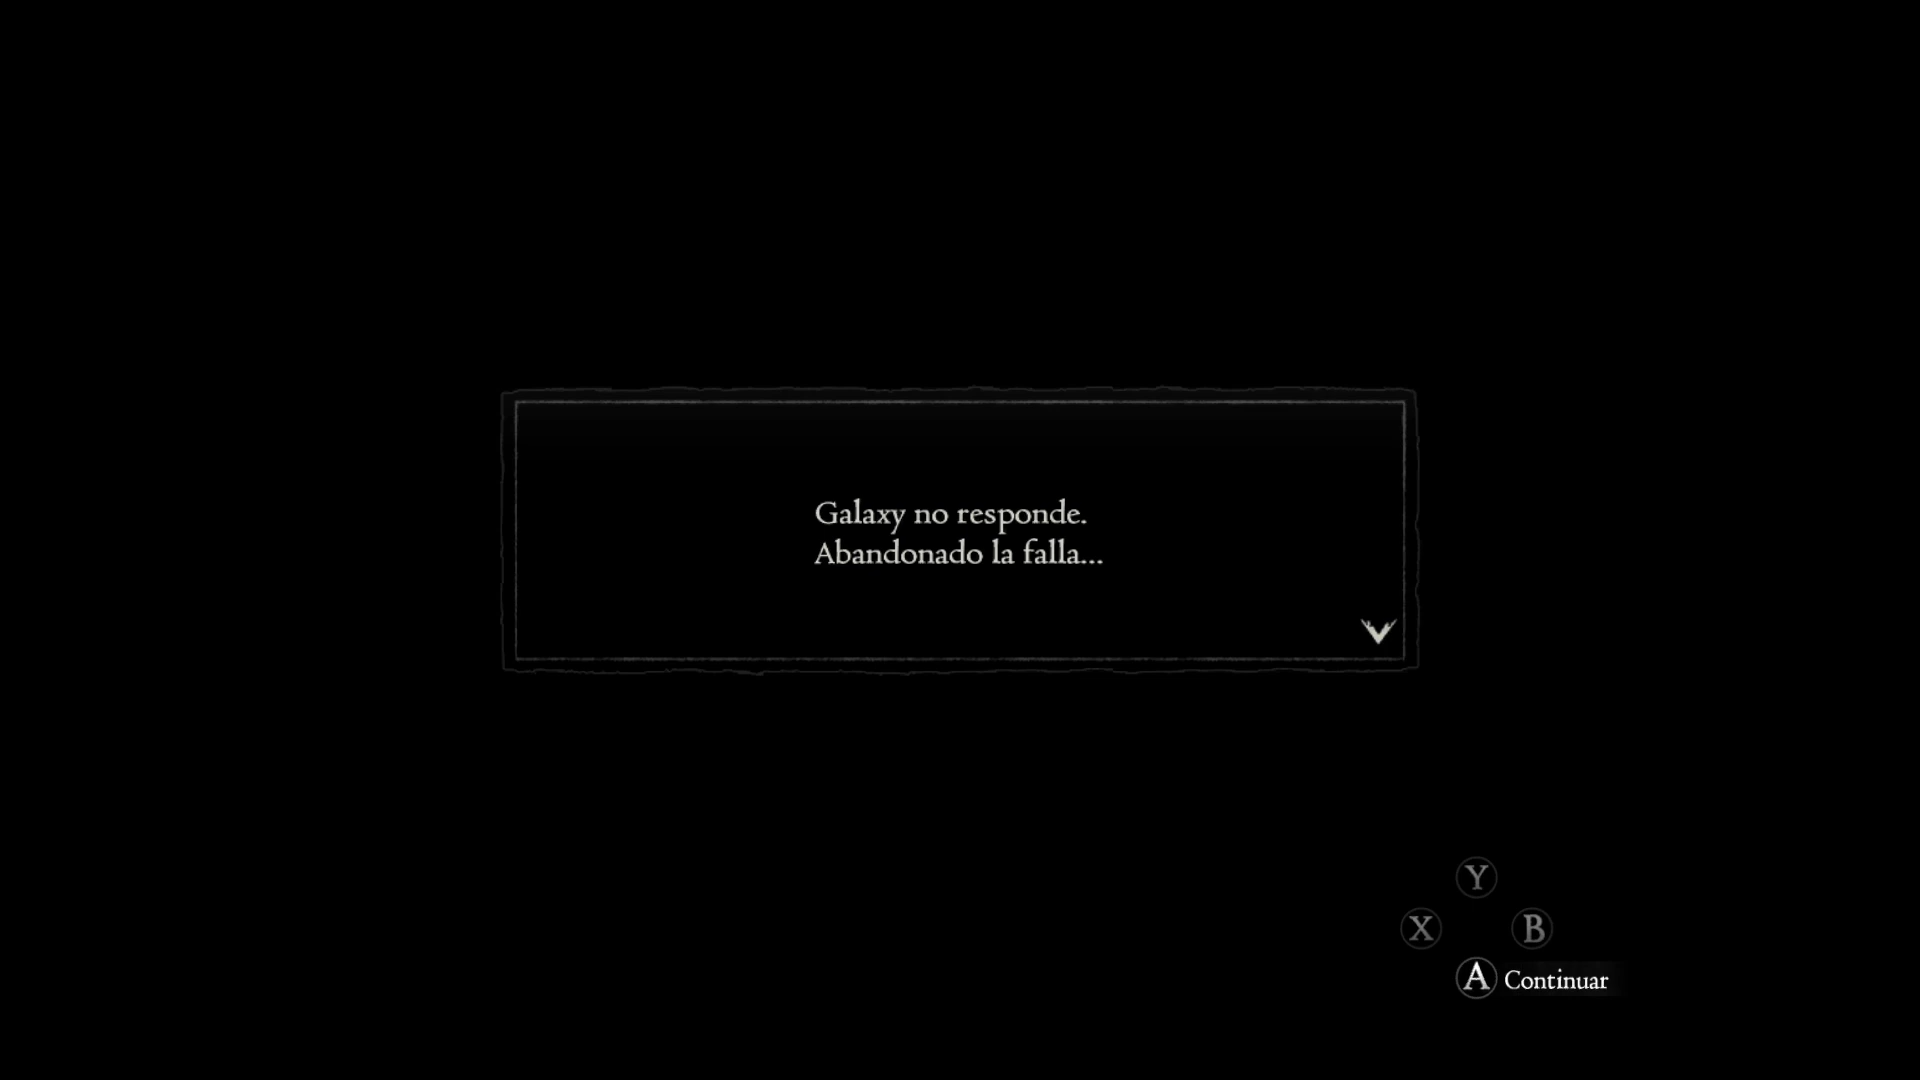 Galaxy no responde.
Abandonado la falla...
Y
X
B
A Continuar